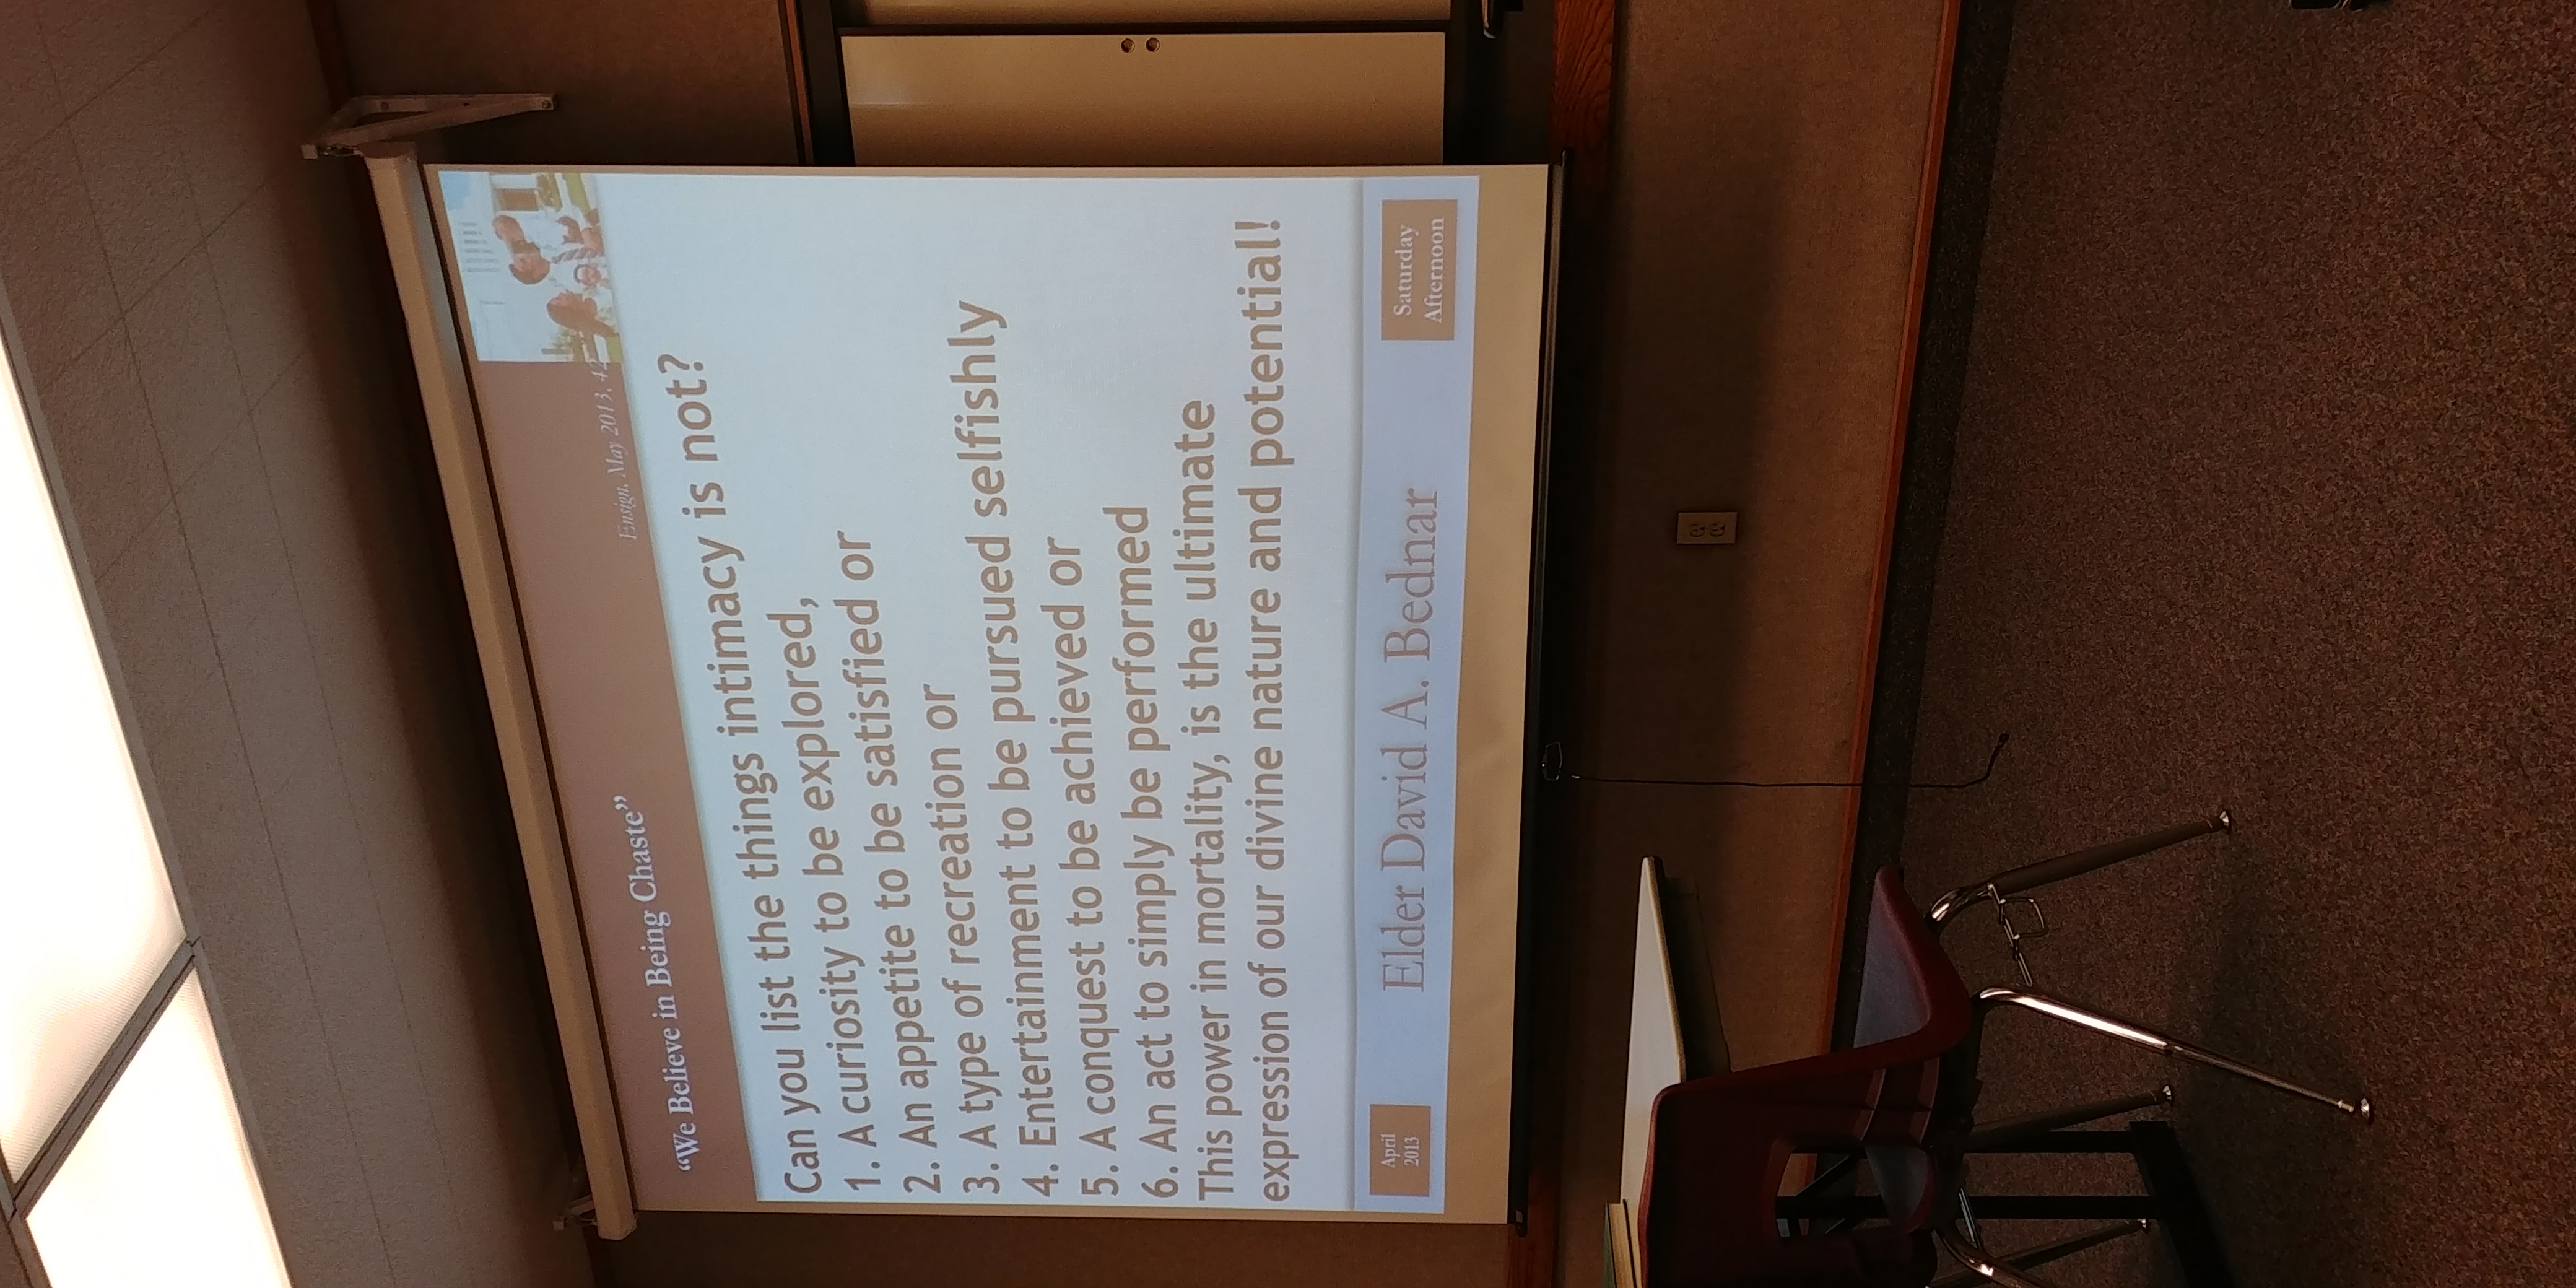 “We Believe in Being Chaste”
Ensign, May 2013, 42
Can you list the things intimacy is not?
1. A curiosity to be explored,
2. An appetite to be satisfied or
3. A type of recreation or
4. Entertainment to be pursued selfishly
5. A conquest to be achieved or
6. An act to simply be performed
This power in mortality, is the ultimate
expression of our divine nature and potential!
April
2013
Elder David A. Bednar
Saturday
Afternoon